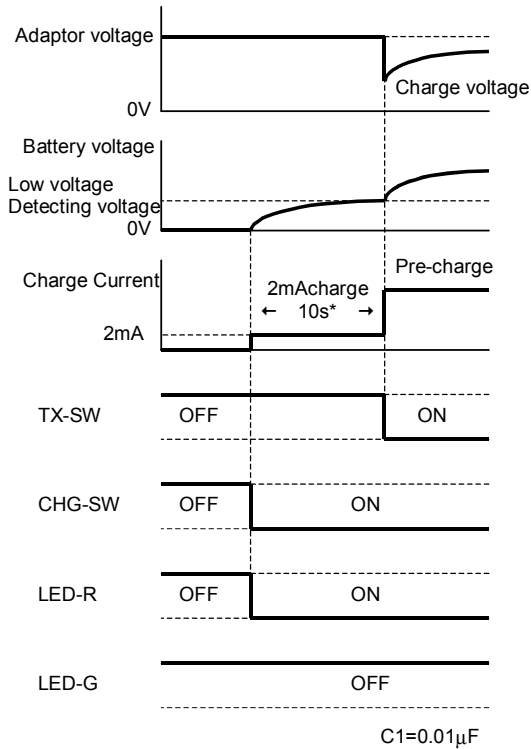 Adaptor voltage
Charge voltage
0V
Battery voltage
Low voltage
Detecting voltage
0V
Charge Current
Pre-charge
2mAcharge
← 10s* →
2mA
TX-SW OFF ON
CHG-SW OFF ON
LED-R OFF ON
LED-G OFF
C1=0.01μF